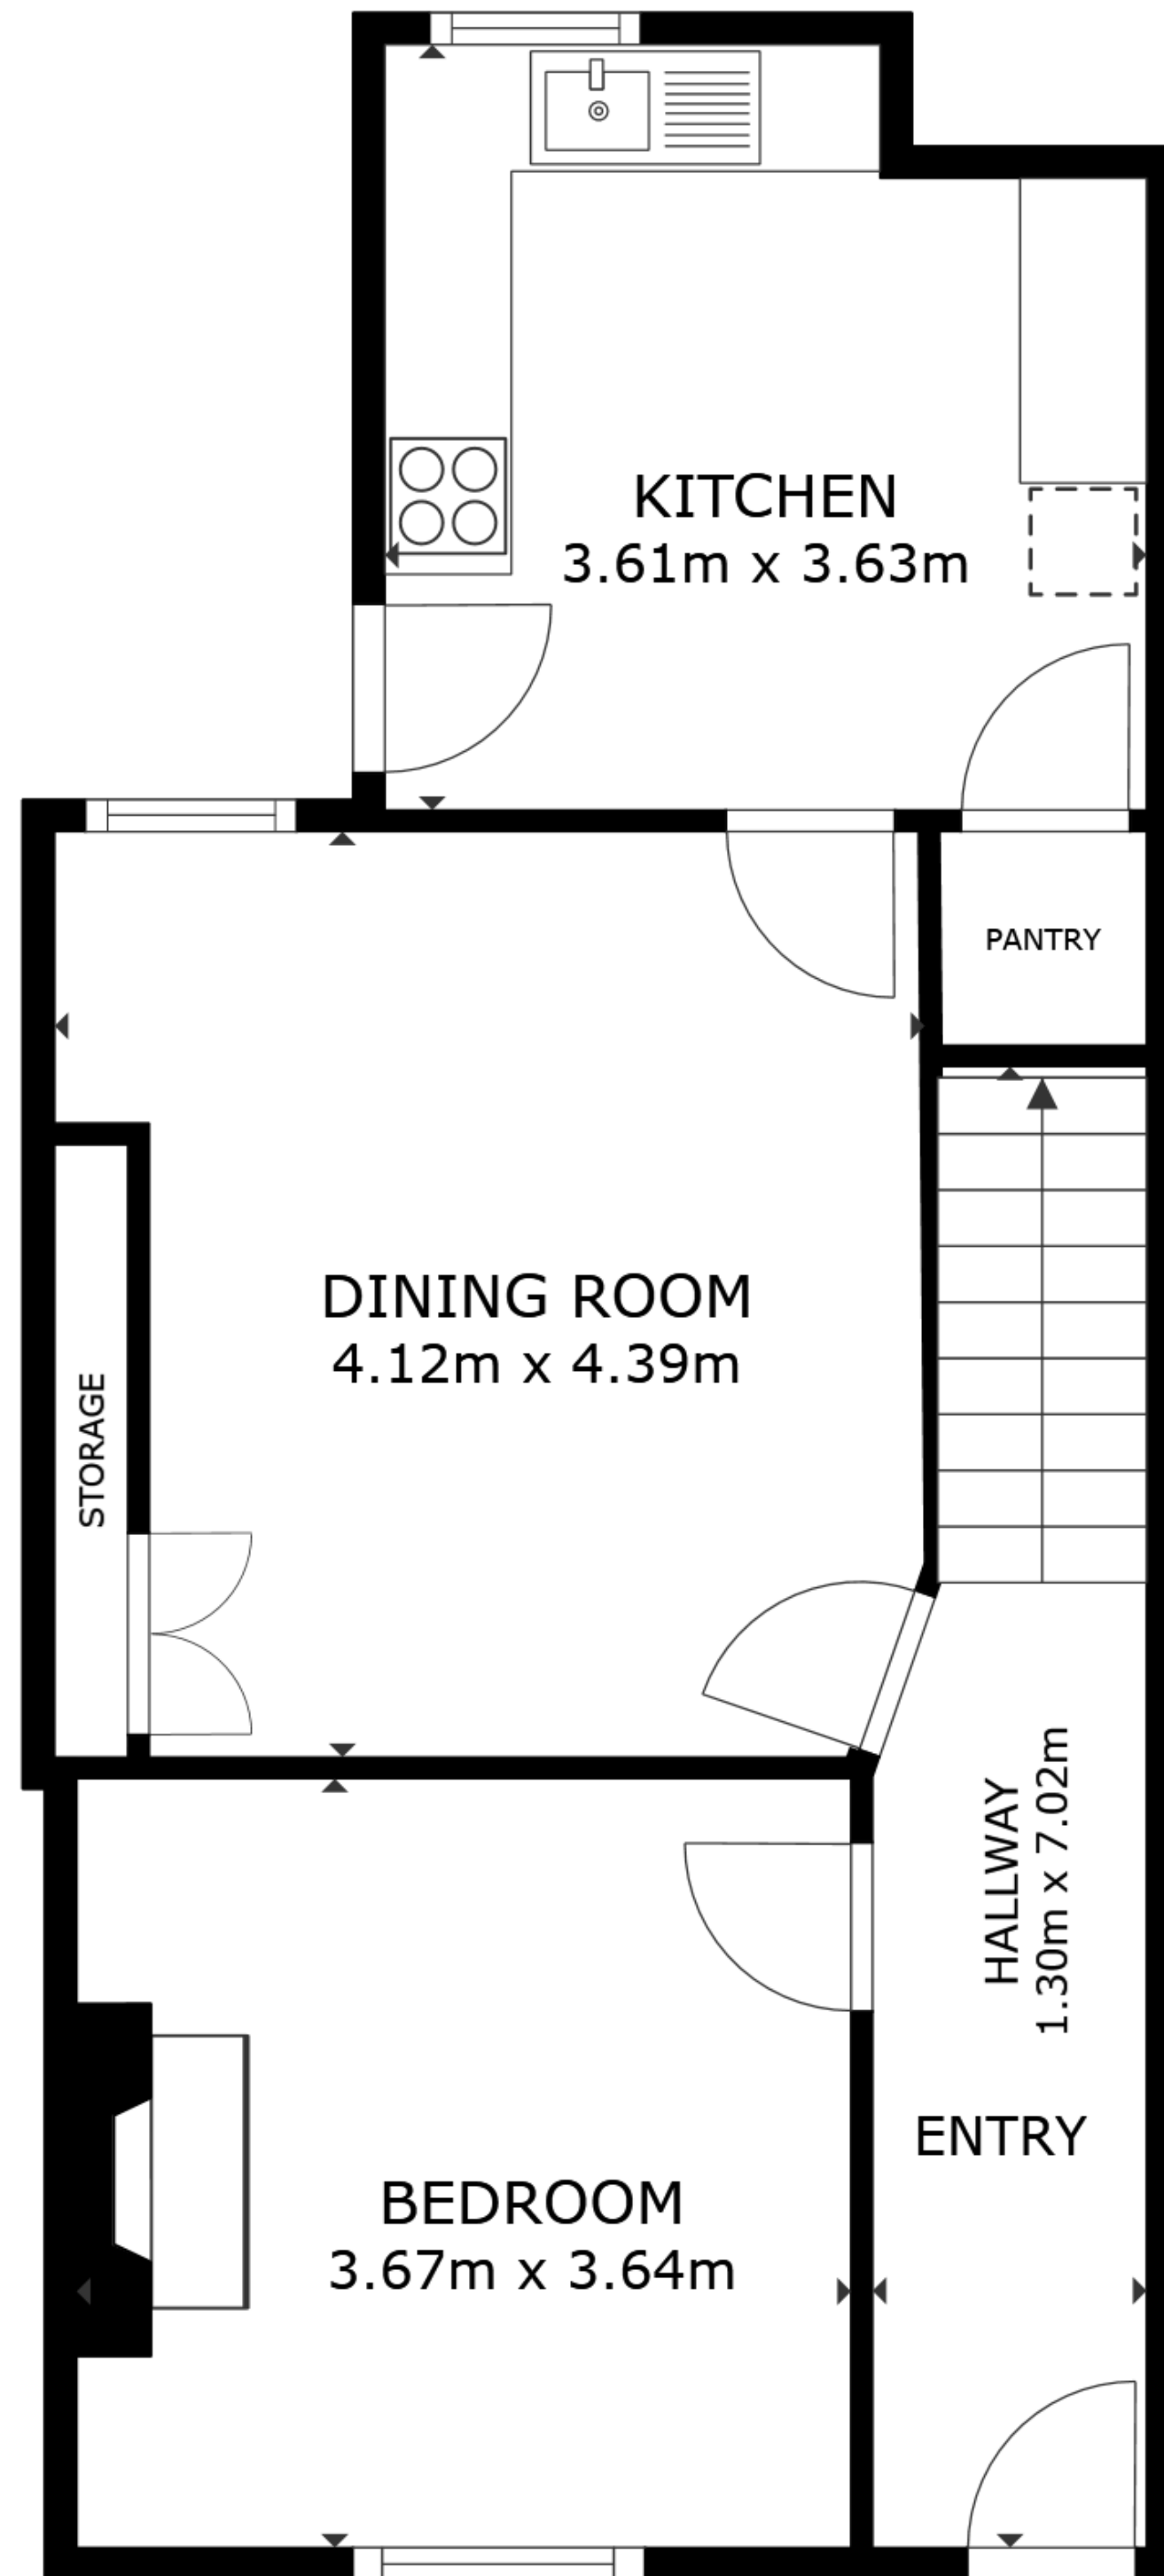 KITCHEN
3.61m x 3.63m
PANTRY
DINING ROOM
4.12m x 4.39m
STORAGE
HALLWAY
1.30m x 7.02m
ENTRY
BEDROOM
3.67m x 3.64m